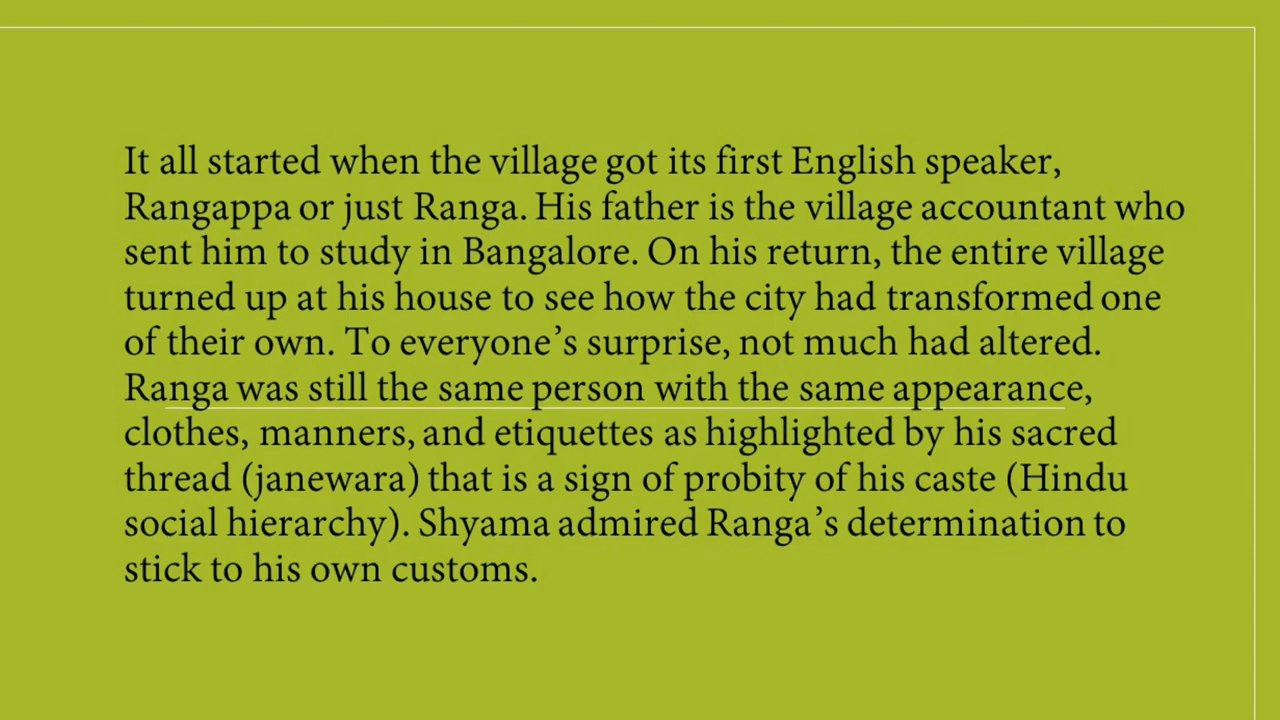 It all started when the village got its first English speaker,
Rangappa or just Ranga. His father is the village accountant who
sent him to study in Bangalore. On his return, the entire village
turned up at his house to see how the city had transformed one
of their own. To everyone’s surprise, not much had altered.
Ranga was still the same person with the same appearance,
clothes, manners, and etiquettes as highlighted by his sacred
thread (janewara) that is a sign of probity of his caste (Hindu
social hierarchy). Shyama admired Ranga’s determination to
stick to his own customs.